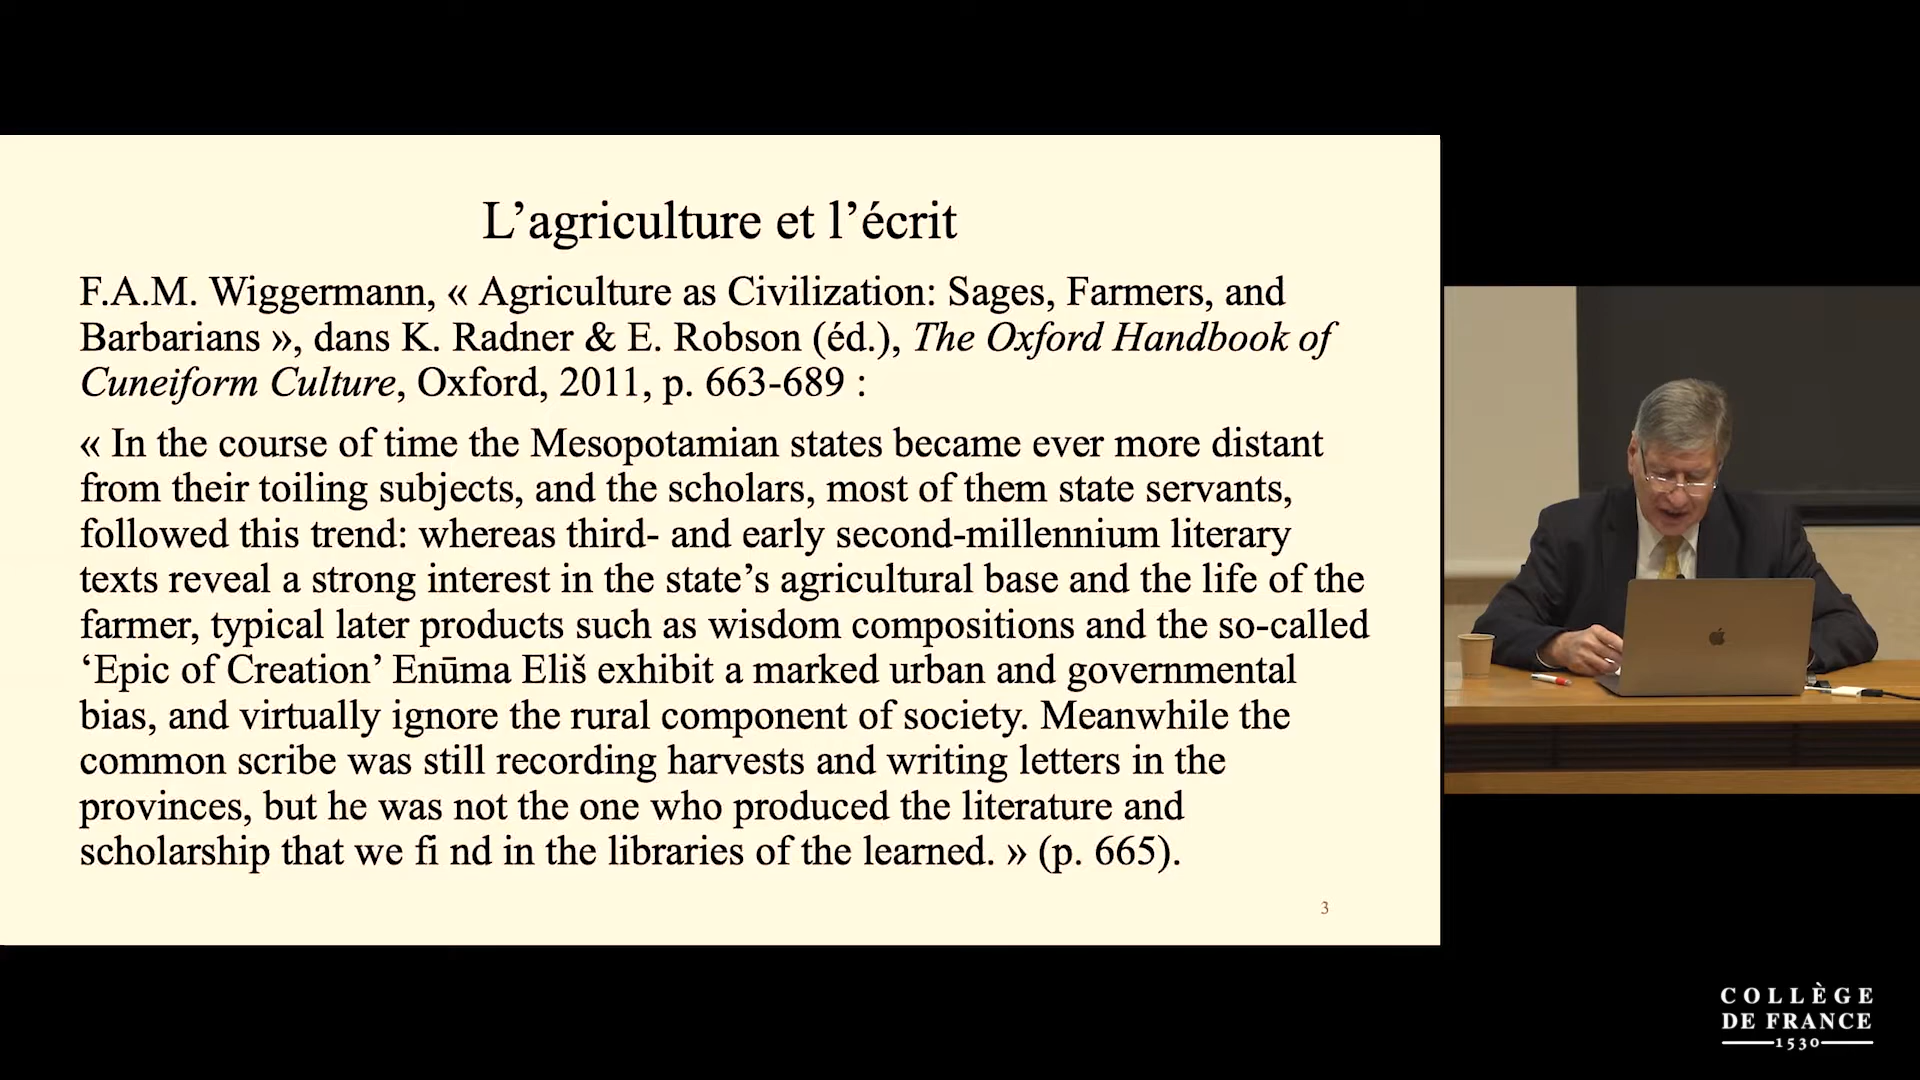 L’agriculture et l’écrit
F.A.M. Wiggermann, « Agriculture as Civilization: Sages, Farmers, and
Barbarians », dans K. Radner & E. Robson (éd.), The Oxford Handbook of
Cuneiform Culture, Oxford, 2011, p. 663-689 :
« In the course of time the Mesopotamian states became ever more distant
from their toiling subjects, and the scholars, most of them state servants,
followed this trend: whereas third- and early second-millennium literary
texts reveal a strong interest in the state’s agricultural base and the life of the
farmer, typical later products such as wisdom compositions and the so-called
‘Epic of Creation’ Enūma Eliš exhibit a marked urban and governmental
bias, and virtually ignore the rural component of society. Meanwhile the
common scribe was still recording harvests and writing letters in the
provinces, but he was not the one who produced the literature and
scholarship that we fi nd in the libraries of the learned. » (p. 665).
3
COLLÈGE
DE FRANCE
1530